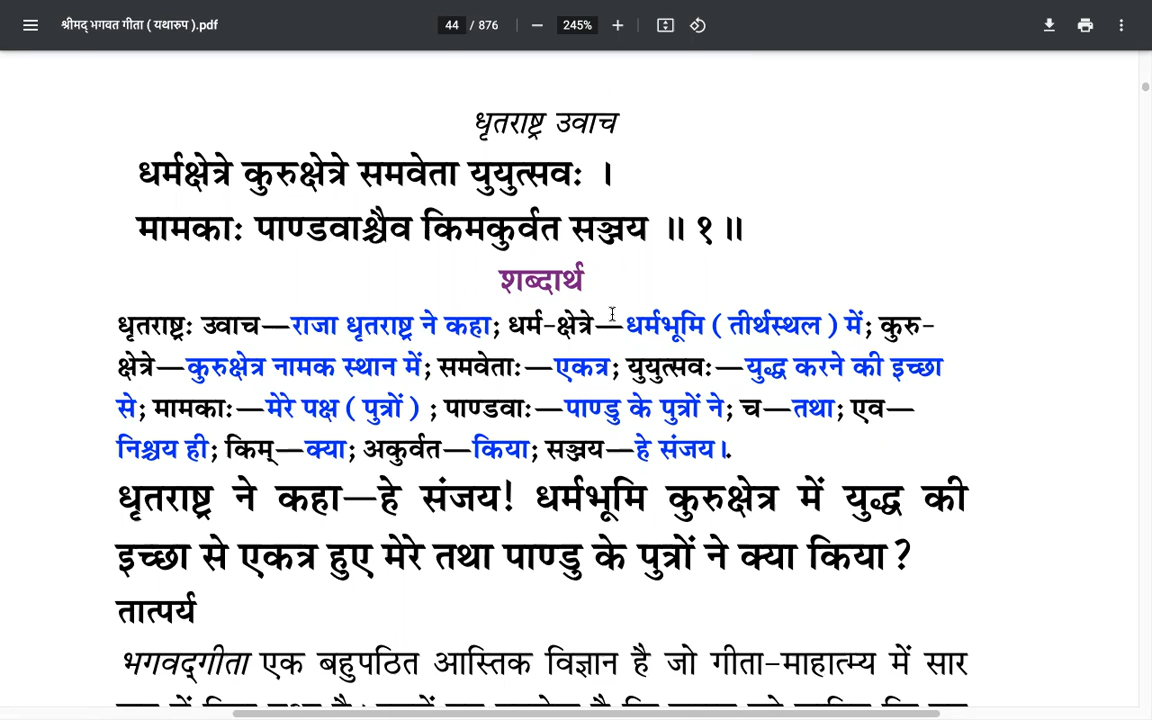 श्रीमद् भगवत गीता ( यथारुप ).pdf
44 / 876
245%
धृतराष्ट्र उवाच
धर्मक्षेत्रे कुरुक्षेत्रे समवेता युयुत्सवः ।
मामकाः पाण्डवाश्चैव किमकुर्वत सञ्जय ॥ १॥
शब्दार्थ
धृतराष्ट्रः उवाच—राजा धृतराष्ट्र ने कहा; धर्म-क्षेत्रे—धर्मभूमि ( तीर्थस्थल ) में; कुरु-
क्षेत्रे—कुरुक्षेत्र नामक स्थान में; समवेताः—एकत्र; युयुत्सवः—युद्ध करने की इच्छा
से; मामकाः—मेरे पक्ष ( पुत्रों ) ; पाण्डवाः—पाण्डु के पुत्रों ने; च—तथा; एव—
निश्चय ही; किम्—क्या; अकुर्वत—किया; सञ्जय—हे संजय।.
धृतराष्ट्र ने कहा—हे संजय! धर्मभूमि कुरुक्षेत्र में युद्ध की
इच्छा से एकत्र हुए मेरे तथा पाण्डु के पुत्रों ने क्या किया?
तात्पर्य
भगवद्‌गीता एक बहुपठित आस्तिक विज्ञान है जो गीता-माहात्म्य में सार